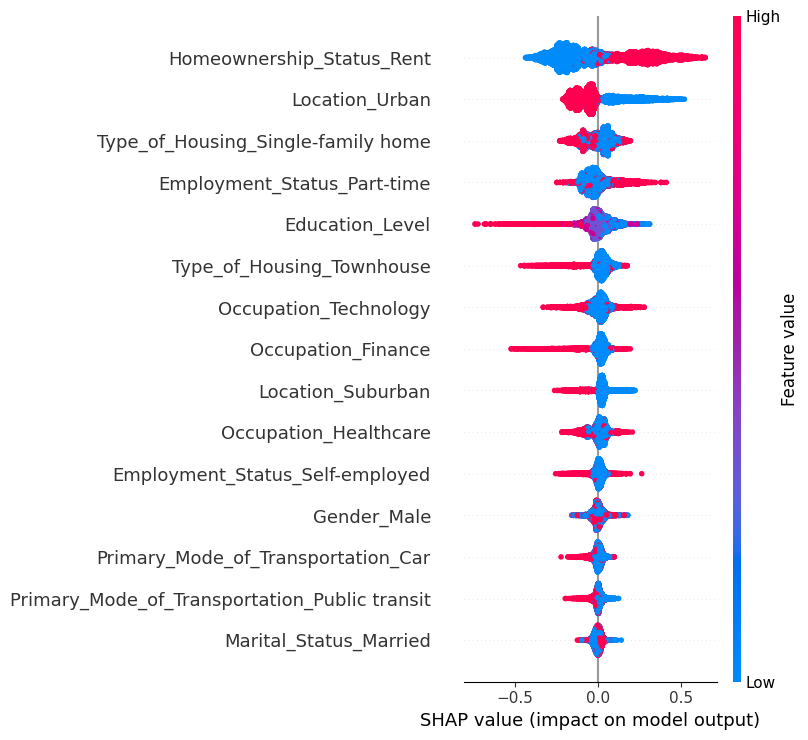 High
Homeownership_Status_Rent
Location_Urban
Type_of_Housing_Single-family home
Employment_Status_Part-time
Education_Level
Type_of_Housing_Townhouse
Occupation_Technology
Occupation_Finance
Location_Suburban
Occupation_Healthcare
Employment_Status_Self-employed
Gender_Male
Primary_Mode_of_Transportation_Car
Primary_Mode_of_Transportation_Public transit
Marital_Status_Married
Feature value
Low
−0.5 0.0 0.5
SHAP value (impact on model output)